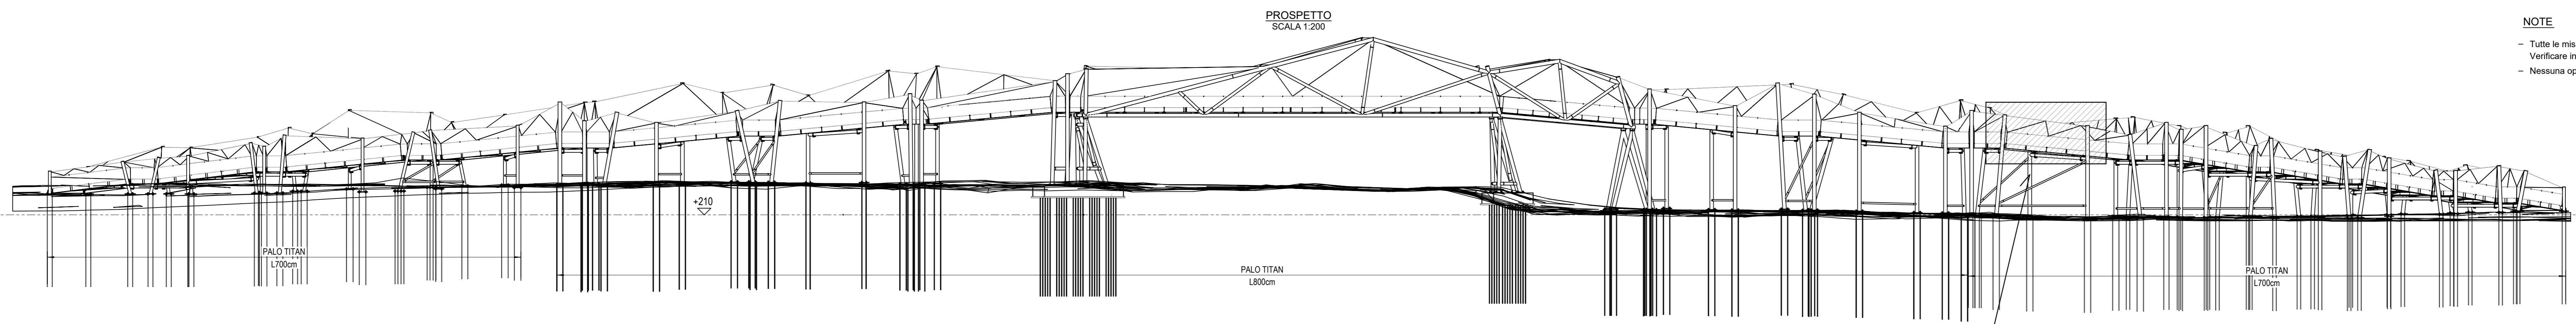 PROSPETTO
SCALA 1:200
NOTE
- Tutte le mis
Verificare in
- Nessuna op
+210
PALO TITAN
L700cm
PALO TITAN
L800cm
PALO TITAN
L700cm